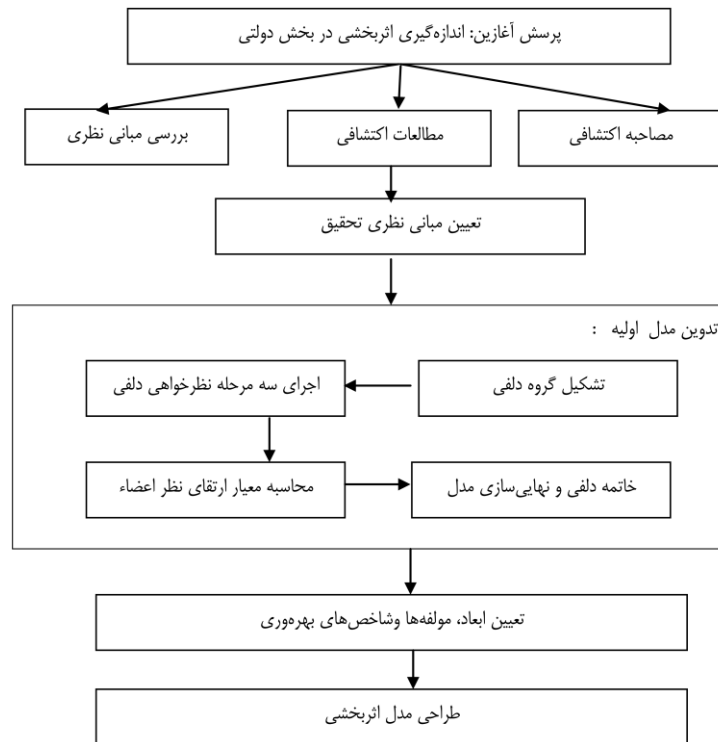 پرسش آغازین: اندازه‌گیری اثربخشی در بخش دولتی
مصاحبه اکتشافی
مطالعات اکتشافی
بررسی مبانی نظری
تعیین مبانی نظری تحقیق
تدوین مدل اولیه :
تشکیل گروه دلفی
اجرای سه مرحله نظرخواهی دلفی
محاسبه معیار ارتقای نظر اعضاء
خاتمه دلفی و نهایی‌سازی مدل
تعیین ابعاد، مولفه‌ها وشاخص‌های بهره‌وری
طراحی مدل اثربخشی